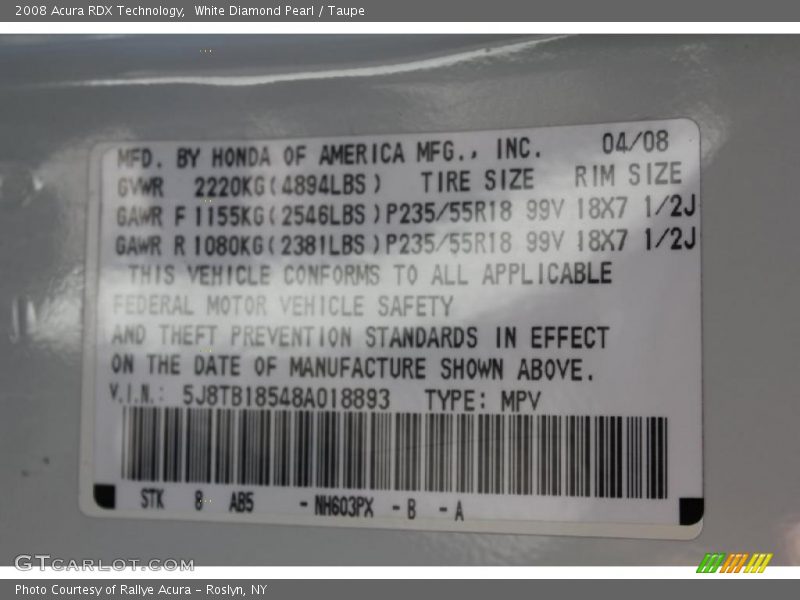 2008 Acura RDX Technology,  White Diamond Pearl / Taupe
MFD. BY HONDA OF AMERICA MFG., INC. 04/08
GVWR 2220KG(4894LBS) TIRE SIZE RIM SIZE
GAWR F 1155KG(2546LBS)P235/55R18 99V 18X7 1/2J
GAWR R 1080KG(2381LBS)P235/55R18 99V 18X7 1/2J
THIS VEHICLE CONFORMS TO ALL APPLICABLE
FEDERAL MOTOR VEHICLE SAFETY
AND THEFT PREVENTION STANDARDS IN EFFECT
ON THE DATE OF MANUFACTURE SHOWN ABOVE.
V.I.N.: 5J8TB18548A018893 TYPE: MPV
STK 8 AB5 - NH603PX - B - A
GTCARLOT.COM
Photo Courtesy of Rallye Acura - Roslyn, NY